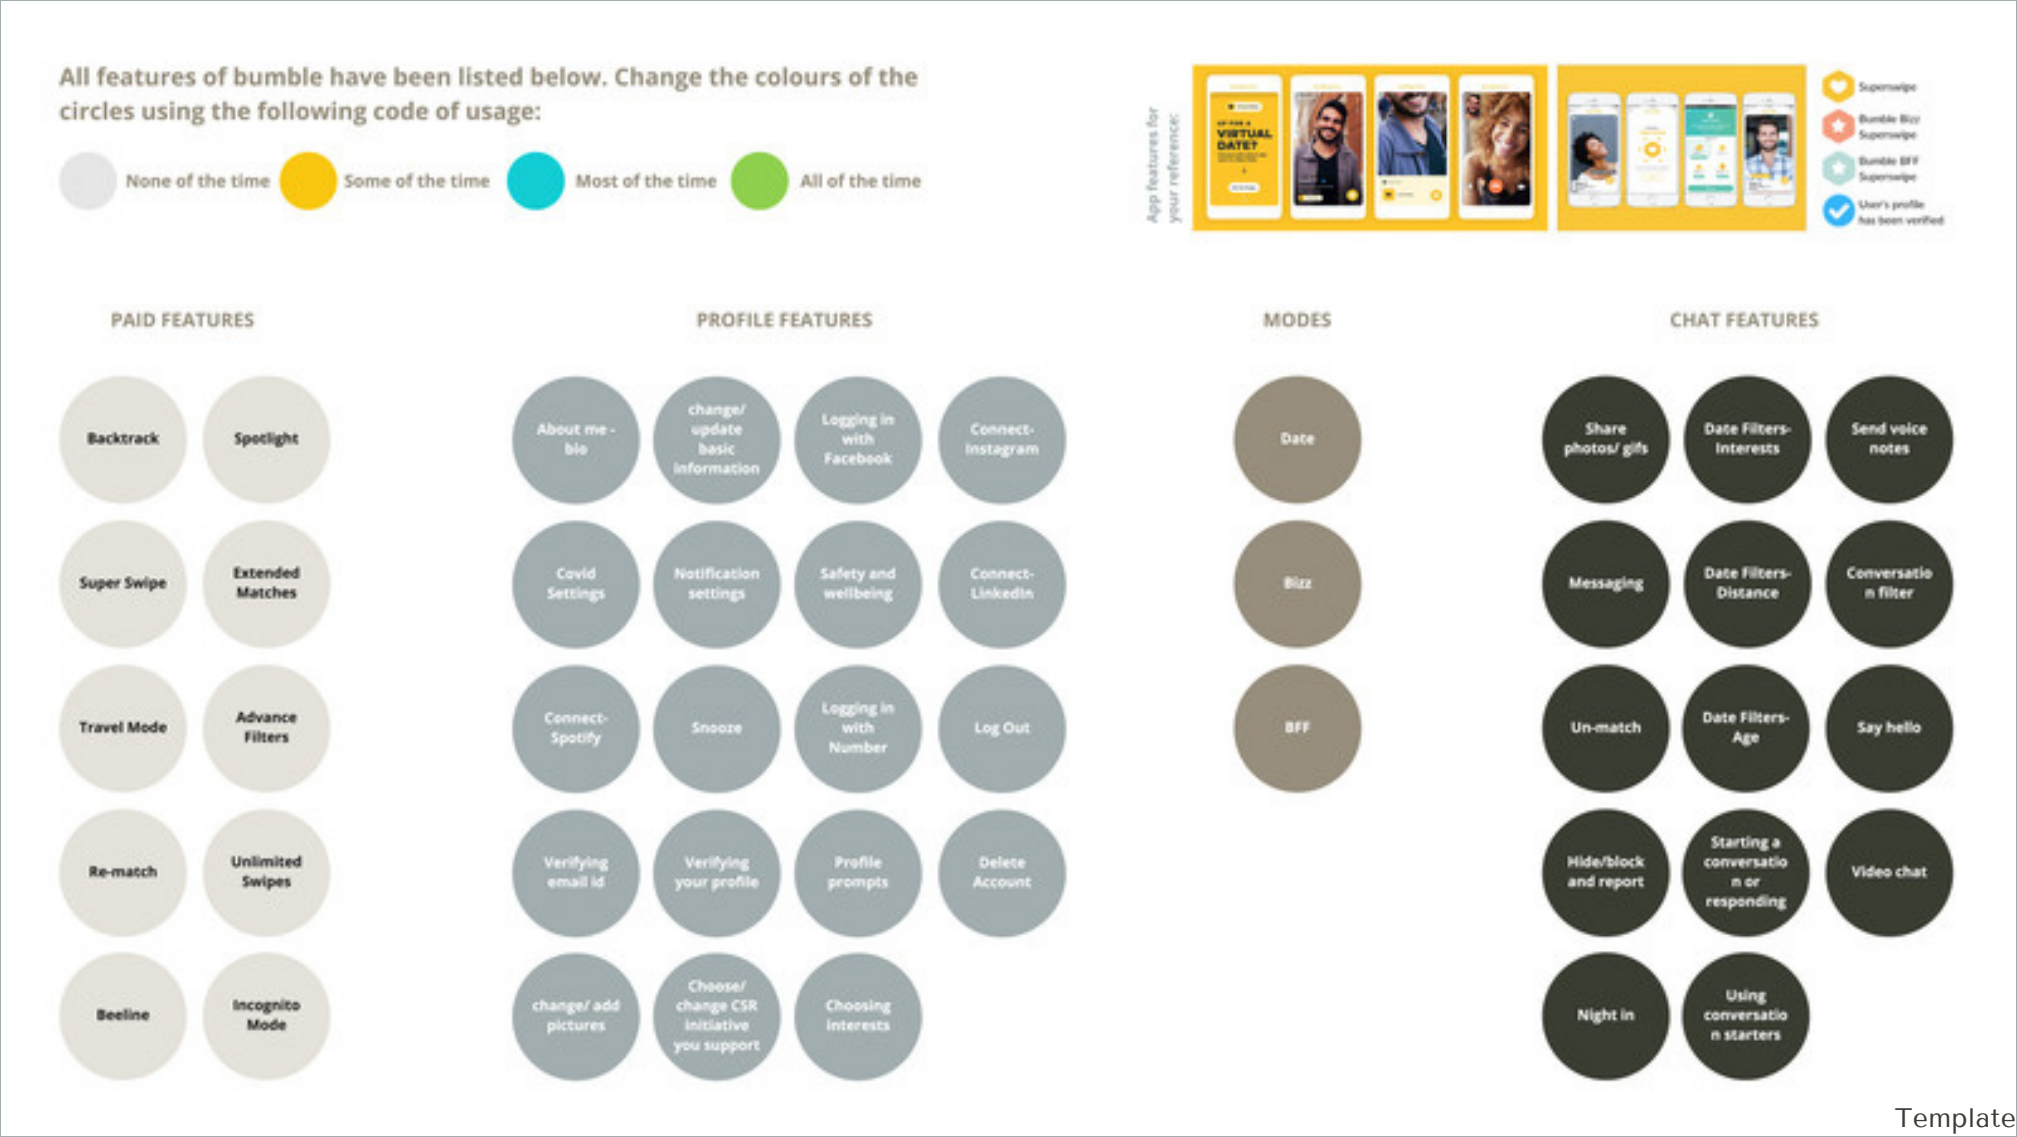 All features of bumble have been listed below. Change the colours of the
circles using the following code of usage:
None of the time
Some of the time
Most of the time
All of the time
App features for
your reference:
VIRTUAL
DATE?
Superswipe
Bumble Bizz
Superswipe
Bumble BFF
Superswipe
User's profile
has been verified
PAID FEATURES
Backtrack
Spotlight
Super Swipe
Extended
Matches
Travel Mode
Advance
Filters
Re-match
Unlimited
Swipes
Beeline
Incognito
Mode
PROFILE FEATURES
About me -
bio
change/
update
basic
information
Logging in
with
Facebook
Connect-
Instagram
Covid
Settings
Notification
settings
Safety and
wellbeing
Connect-
LinkedIn
Connect-
Spotify
Snooze
Logging in
with
Number
Log Out
Verifying
email id
Verifying
your profile
Profile
prompts
Delete
Account
change/ add
pictures
Choose/
change CSR
initiative
you support
Choosing
Interests
MODES
Date
Bizz
BFF
CHAT FEATURES
Share
photos/ gifs
Date Filters-
Interests
Send voice
notes
Messaging
Date Filters-
Distance
Conversatio
n filter
Un-match
Date Filters-
Age
Say hello
Hide/block
and report
Starting a
conversatio
n or
responding
Video chat
Night in
Using
conversatio
n starters
Template